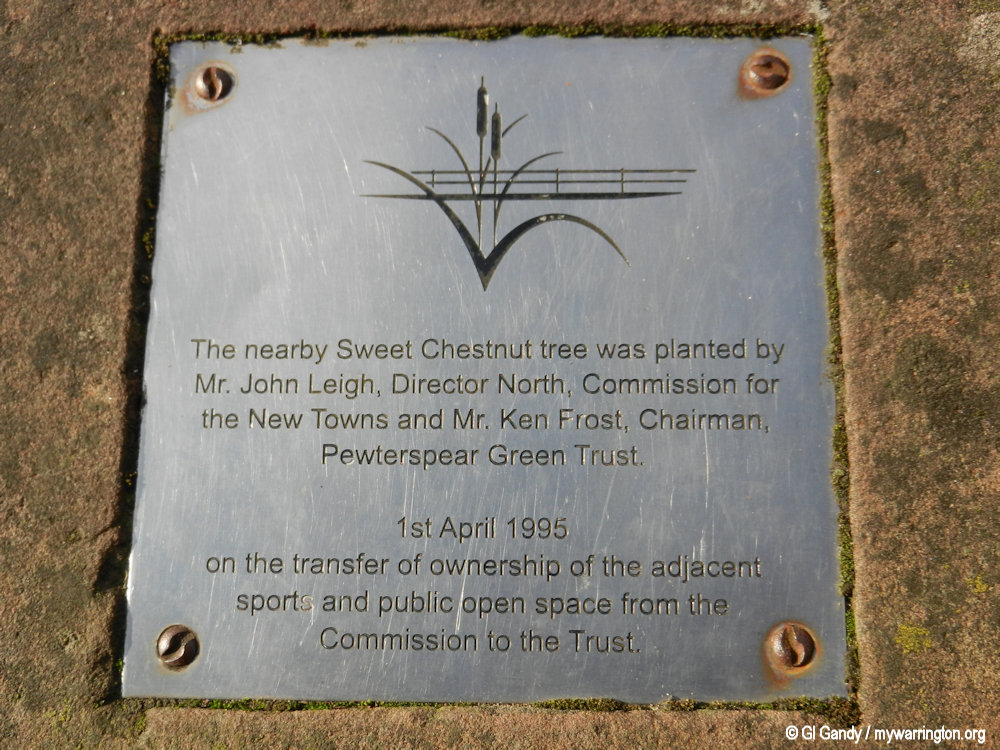 The nearby Sweet Chestnut tree was planted by
Mr. John Leigh, Director North, Commission for
the New Towns and Mr. Ken Frost, Chairman,
Pewterspear Green Trust.
1st April 1995
on the transfer of ownership of the adjacent
sports and public open space from the
Commission to the Trust.
© GI Gandy / mywarrington.org